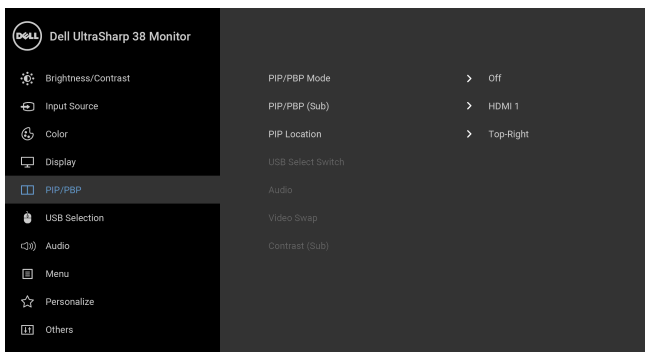 DELL Dell UltraSharp 38 Monitor
Brightness/Contrast
PIP/PBP Mode > Off
Input Source
PIP/PBP (Sub) > HDMI 1
Color
PIP Location > Top-Right
Display
USB Select Switch
PIP/PBP
Audio
USB Selection
Video Swap
Audio
Contrast (Sub)
Menu
Personalize
Others